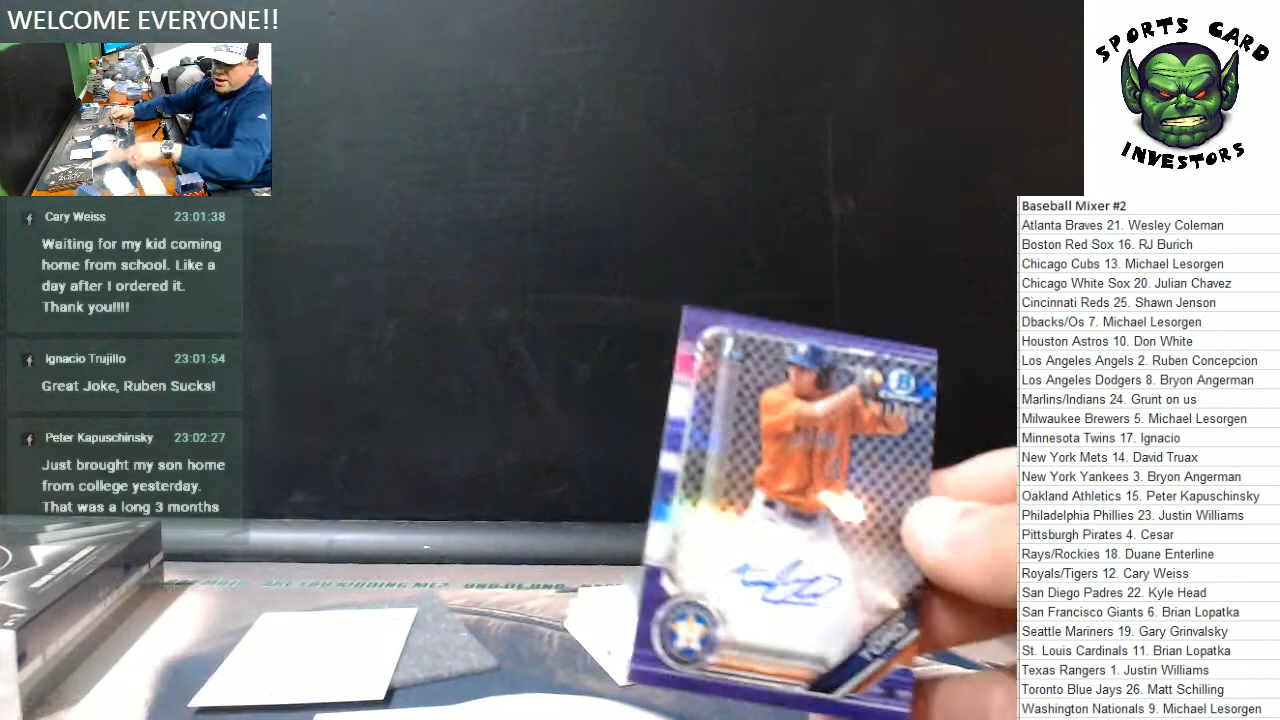 WELCOME EVERYONE!!
SPORTS CARD
INVESTORS
Cary Weiss 23:01:38
Waiting for my kid coming
home from school. Like a
day after I ordered it.
Thank you!!!!
Ignacio Trujillo 23:01:54
Great Joke, Ruben Sucks!
Peter Kapuschinsky 23:02:27
Just brought my son home
from college yesterday.
That was a long 3 months
Baseball Mixer #2
Atlanta Braves 21. Wesley Coleman
Boston Red Sox 16. RJ Burich
Chicago Cubs 13. Michael Lesorgen
Chicago White Sox 20. Julian Chavez
Cincinnati Reds 25. Shawn Jenson
Dbacks/Os 7. Michael Lesorgen
Houston Astros 10. Don White
Los Angeles Angels 2. Ruben Concepcion
Los Angeles Dodgers 8. Bryon Angerman
Marlins/Indians 24. Grunt on us
Milwaukee Brewers 5. Michael Lesorgen
Minnesota Twins 17. Ignacio
New York Mets 14. David Truax
New York Yankees 3. Bryon Angerman
Oakland Athletics 15. Peter Kapuschinsky
Philadelphia Phillies 23. Justin Williams
Pittsburgh Pirates 4. Cesar
Rays/Rockies 18. Duane Enterline
Royals/Tigers 12. Cary Weiss
San Diego Padres 22. Kyle Head
San Francisco Giants 6. Brian Lopatka
Seattle Mariners 19. Gary Grinvalsky
St. Louis Cardinals 11. Brian Lopatka
Texas Rangers 1. Justin Williams
Toronto Blue Jays 26. Matt Schilling
Washington Nationals 9. Michael Lesorgen
ARE YOU KIDDING ME?